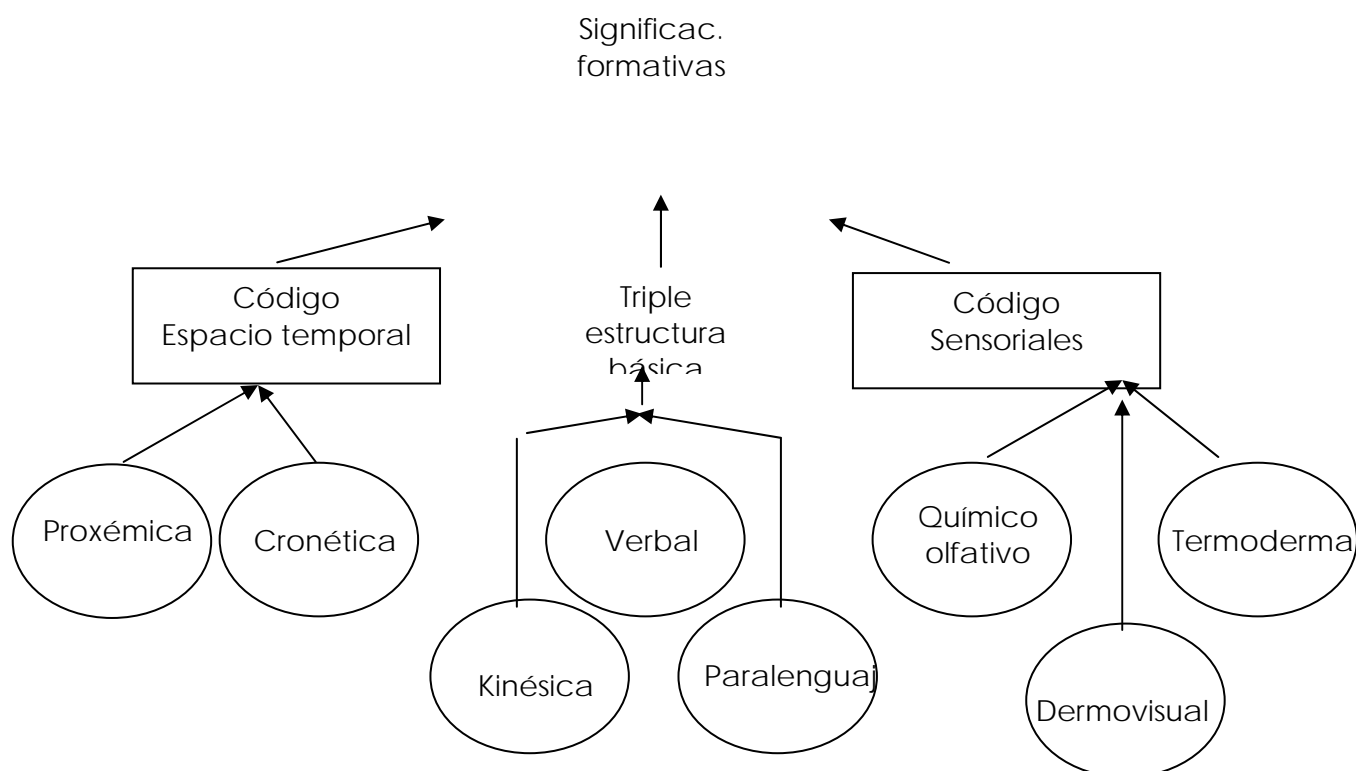 Significac.
formativas
Código
Espacio temporal
Triple
estructura
básica
Código
Sensoriales
Proxémica
Cronética
Verbal
Químico
olfativo
Termoderma
Kinésica
Paralenguaj
Dermovisual